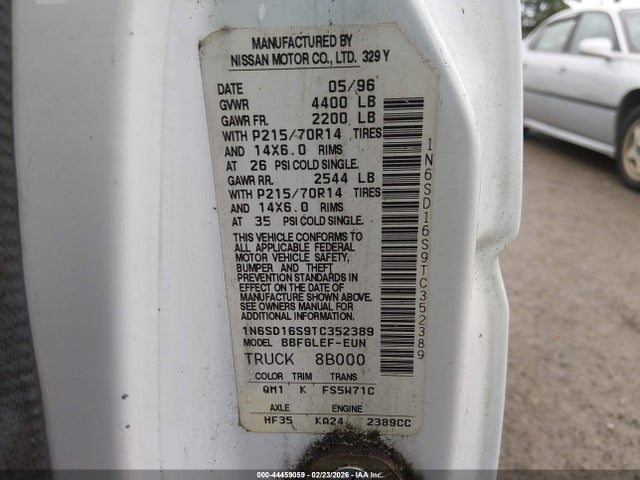 MANUFACTURED BY
NISSAN MOTOR CO., LTD. 329 Y
DATE 05/96
GVWR 4400 LB
GAWR FR. 2200 LB
WITH P215/70R14 TIRES
AND 14X6.0 RIMS
AT 26 PSI COLD SINGLE.
GAWR RR. 2544 LB
WITH P215/70R14 TIRES
AND 14X6.0 RIMS
AT 35 PSI COLD SINGLE.
THIS VEHICLE CONFORMS TO
ALL APPLICABLE FEDERAL
MOTOR VEHICLE SAFETY,
BUMPER AND THEFT
PREVENTION STANDARDS IN
EFFECT ON THE DATE OF
MANUFACTURE SHOWN ABOVE.
SEE OWNERS MANUAL FOR
ADDITIONAL INFORMATION
1N6SD16S9TC352389
MODEL BBFGLEF-EUN
TRUCK 8B000
COLOR TRIM TRANS
QM1 K FS5W71C
AXLE ENGINE
HF35 KA24 2389CC
1N6SD16S9TC352389
000-44459059 02/23/2026 Copyright IAA, LLC